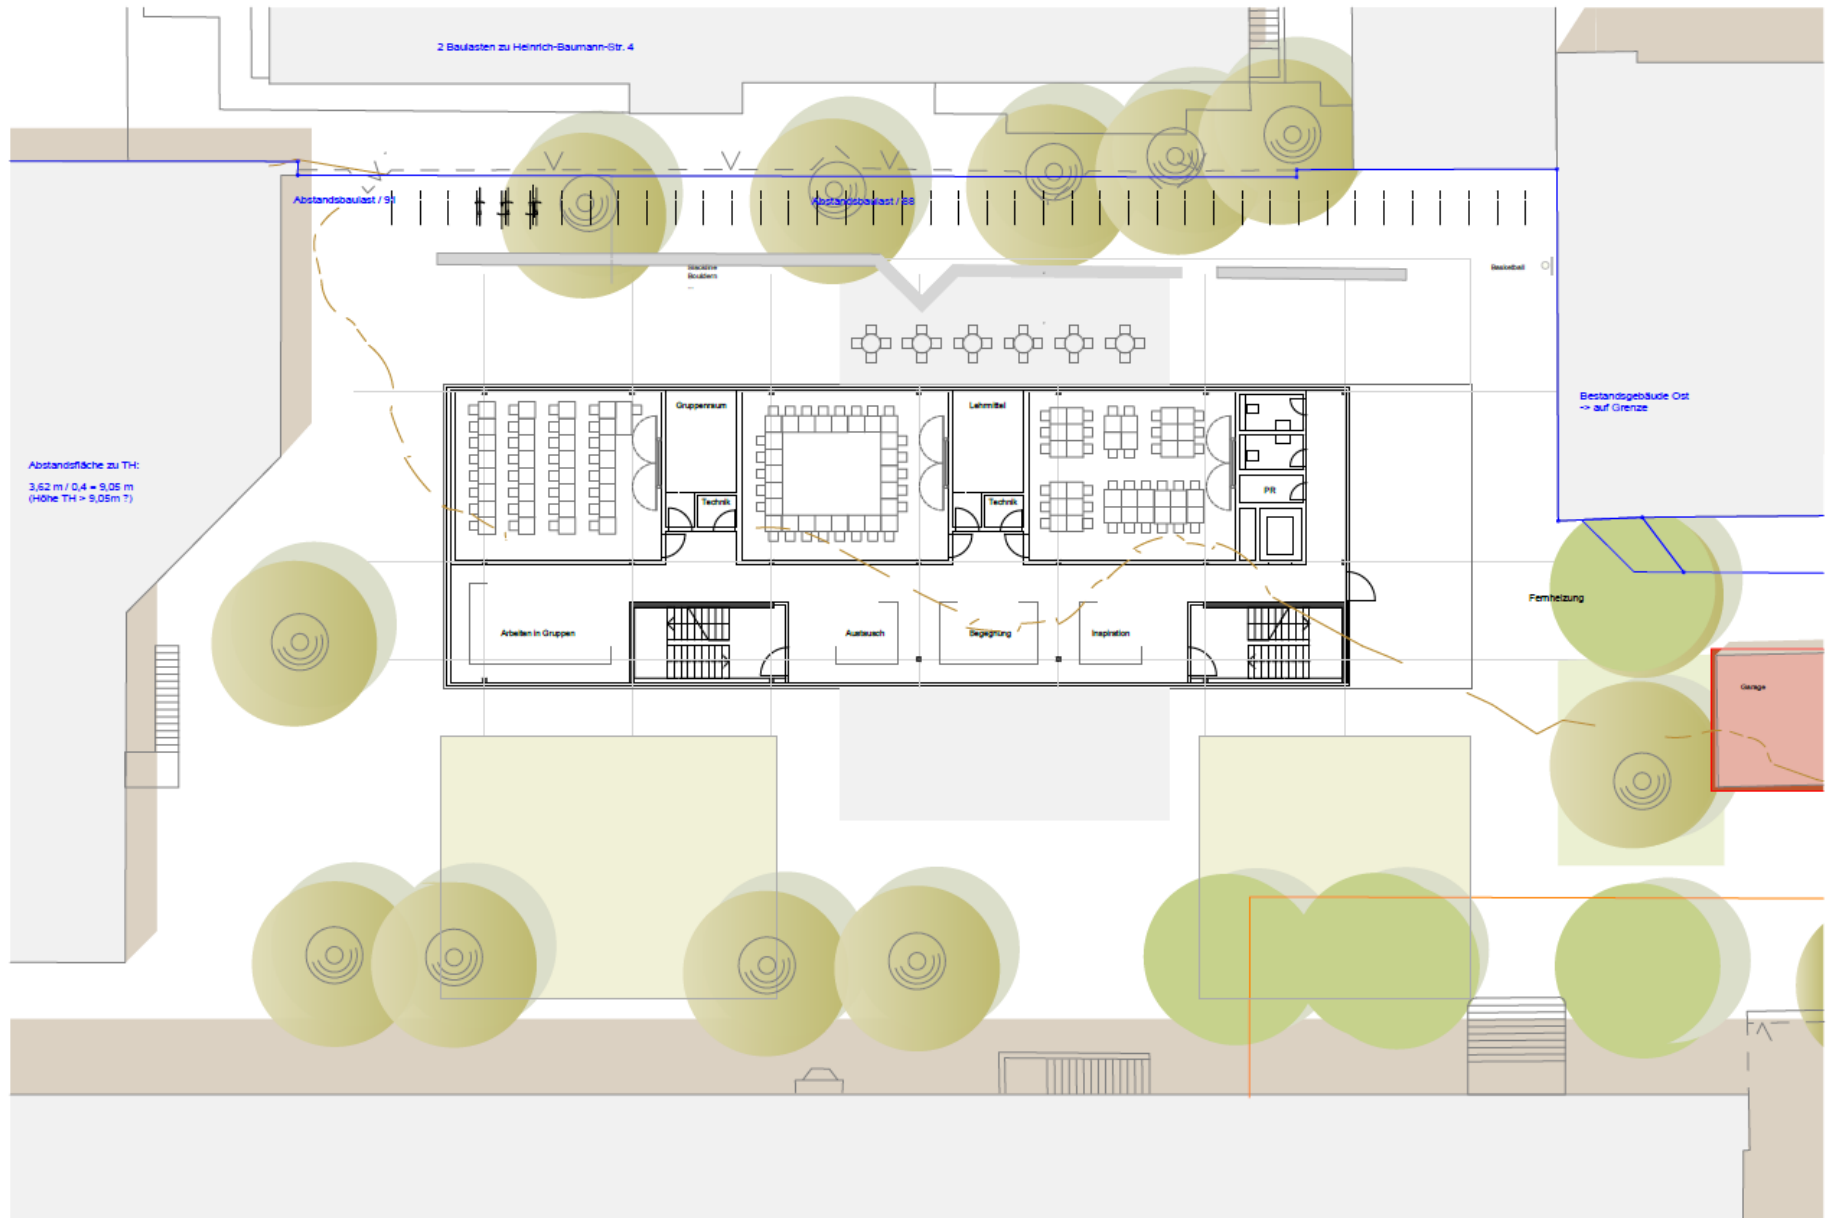 2 Baulasten zu Heinrich-Baumann-Str. 4
Abstandsbaulast / 91
Abstandsbaulast / 88
Slackline
Bouldern
...
Basketball
Bestandsgebäude Ost
-> auf Grenze
Gruppenraum
Lehrmittel
Abstandsfläche zu TH:
3,62 m / 0,4 = 9,05 m
(Höhe TH > 9,05m ?)
Technik
Technik
PR
Fernheizung
Arbeiten in Gruppen
Austausch
Begegnung
Inspiration
Garage